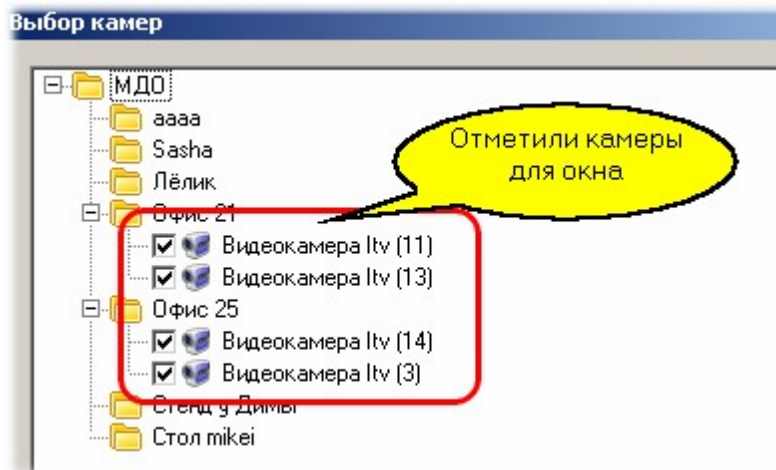 Выбор камер
МДО
aaaa
Sasha
Лёлик
Отметили камеры
для окна
Офис 21
Видеокамера Itv (11)
Видеокамера Itv (13)
Офис 25
Видеокамера Itv (14)
Видеокамера Itv (3)
Стенд у Димы
Стол mikei